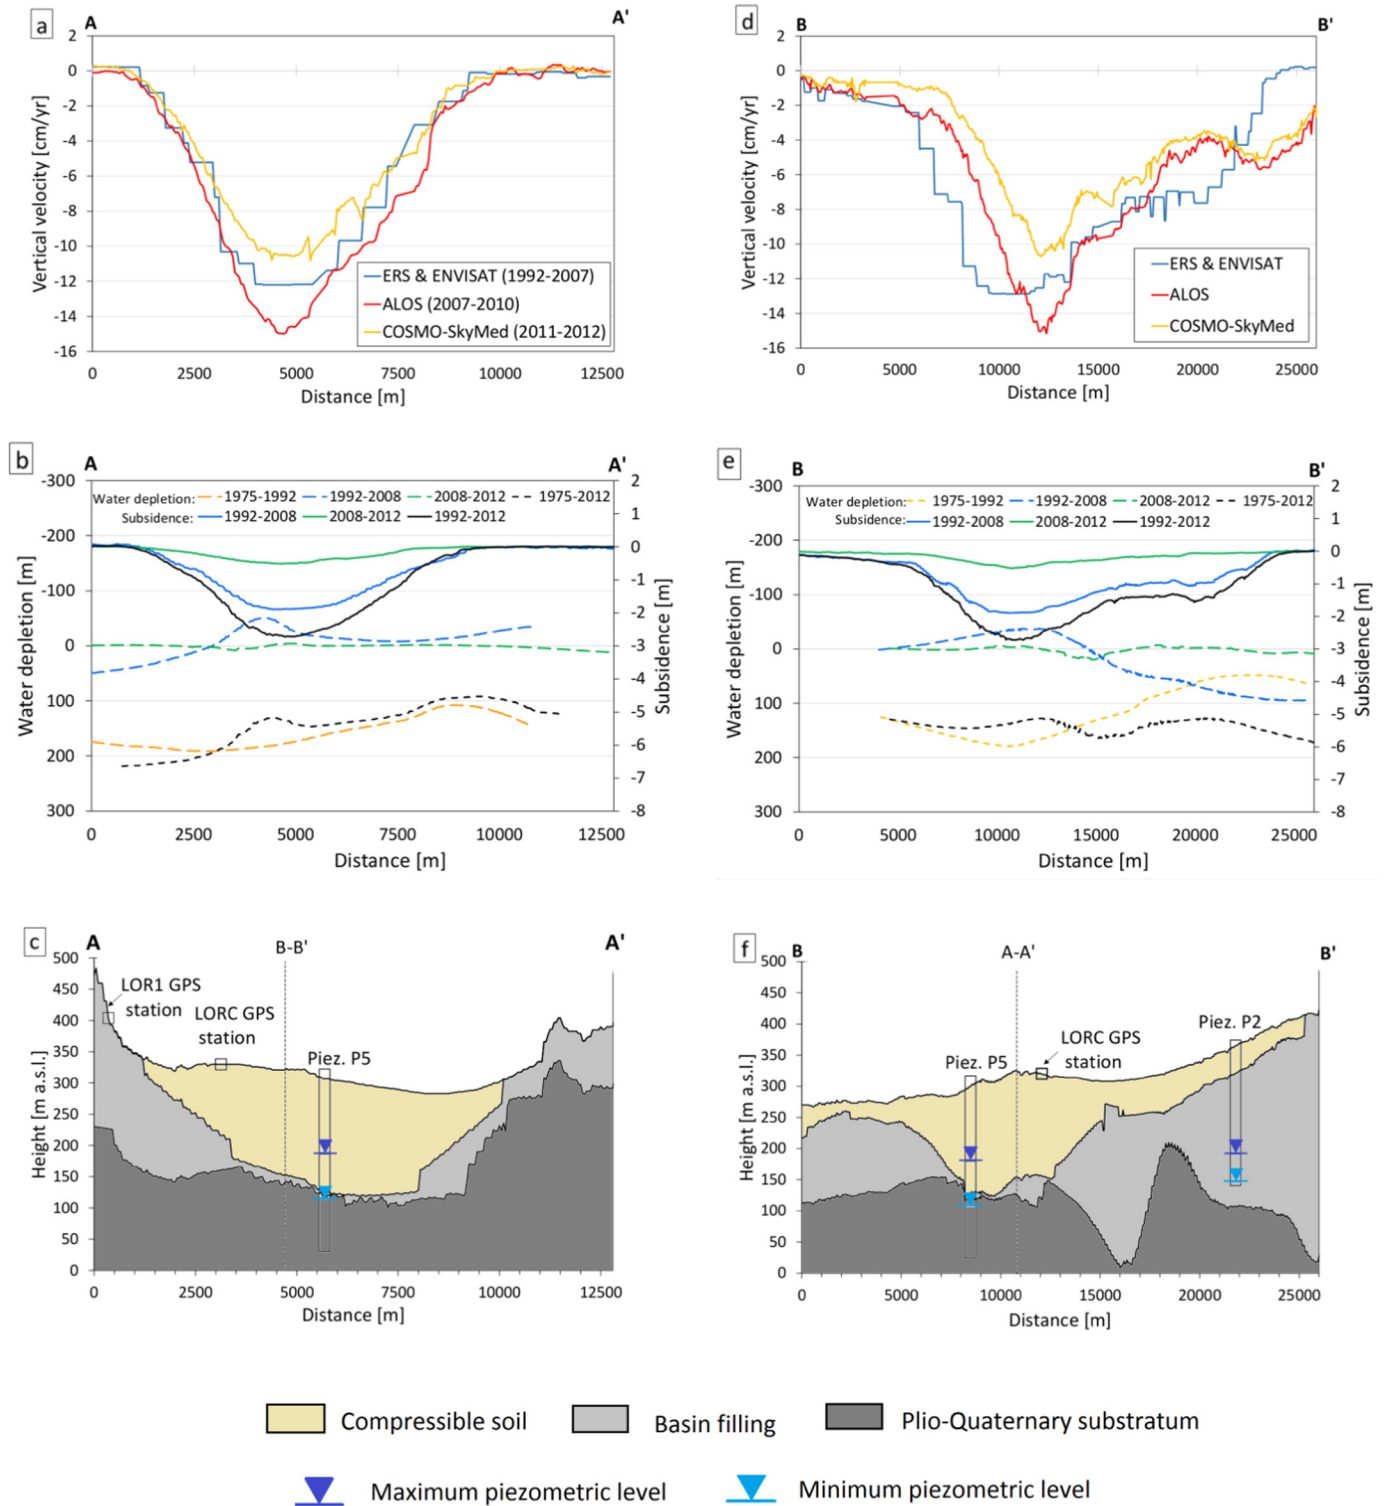 a
A
A'
2
0
-2
-4
-6
-8
-10
-12
-14
-16
Vertical velocity [cm/yr]
ERS & ENVISAT (1992-2007)
ALOS (2007-2010)
COSMO-SkyMed (2011-2012)
0 2500 5000 7500 10000 12500
Distance [m]
d
B
B'
2
0
-2
-4
-6
-8
-10
-12
-14
-16
Vertical velocity [cm/yr]
ERS & ENVISAT
ALOS
COSMO-SkyMed
0 5000 10000 15000 20000 25000
Distance [m]
b
A
A'
-300
-200
-100
0
100
200
300
Water depletion [m]
Water depletion: 1975-1992 1992-2008 2008-2012 1975-2012
Subsidence: 1992-2008 2008-2012 1992-2012
2
1
0
-1
-2
-3
-4
-5
-6
-7
-8
Subsidence [m]
0 2500 5000 7500 10000 12500
Distance [m]
e
B
B'
-300
-200
-100
0
100
200
300
Water depletion [m]
Water depletion: 1975-1992 1992-2008 2008-2012 1975-2012
Subsidence: 1992-2008 2008-2012 1992-2012
2
1
0
-1
-2
-3
-4
-5
-6
-7
-8
Subsidence [m]
0 5000 10000 15000 20000 25000
Distance [m]
c
A
A'
B-B'
500
450
400
350
300
250
200
150
100
50
0
Height [m a.s.l.]
LOR1 GPS
station
LORC GPS
station
Piez. P5
0 2500 5000 7500 10000 12500
Distance [m]
f
B
B'
A-A'
500
450
400
350
300
250
200
150
100
50
0
Height [m a.s.l.]
Piez. P5
LORC GPS
station
Piez. P2
0 5000 10000 15000 20000 25000
Distance [m]
Compressible soil Basin filling Plio-Quaternary substratum
Maximum piezometric level Minimum piezometric level